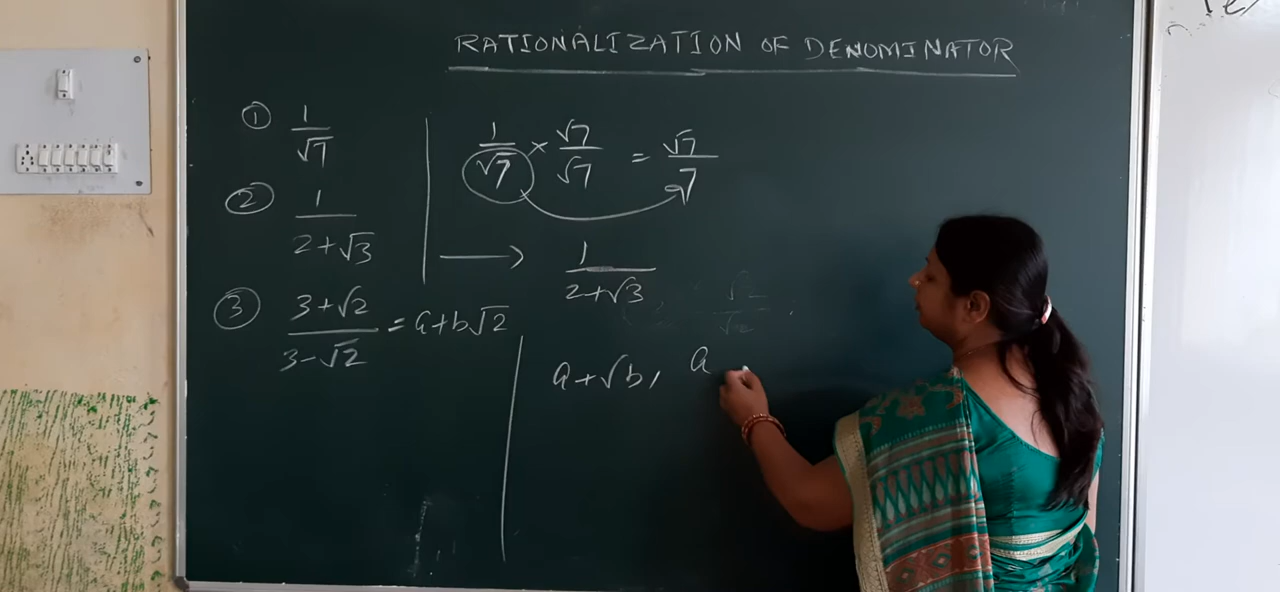 RATIONALIZATION OF DENOMINATOR
① 1/√7
1/√7 × √7/√7 = √7/7
② 1/(2+√3)
→ 1/(2+√3)
③ (3+√2)/(3-√2) = a+b√2
a+√b, a